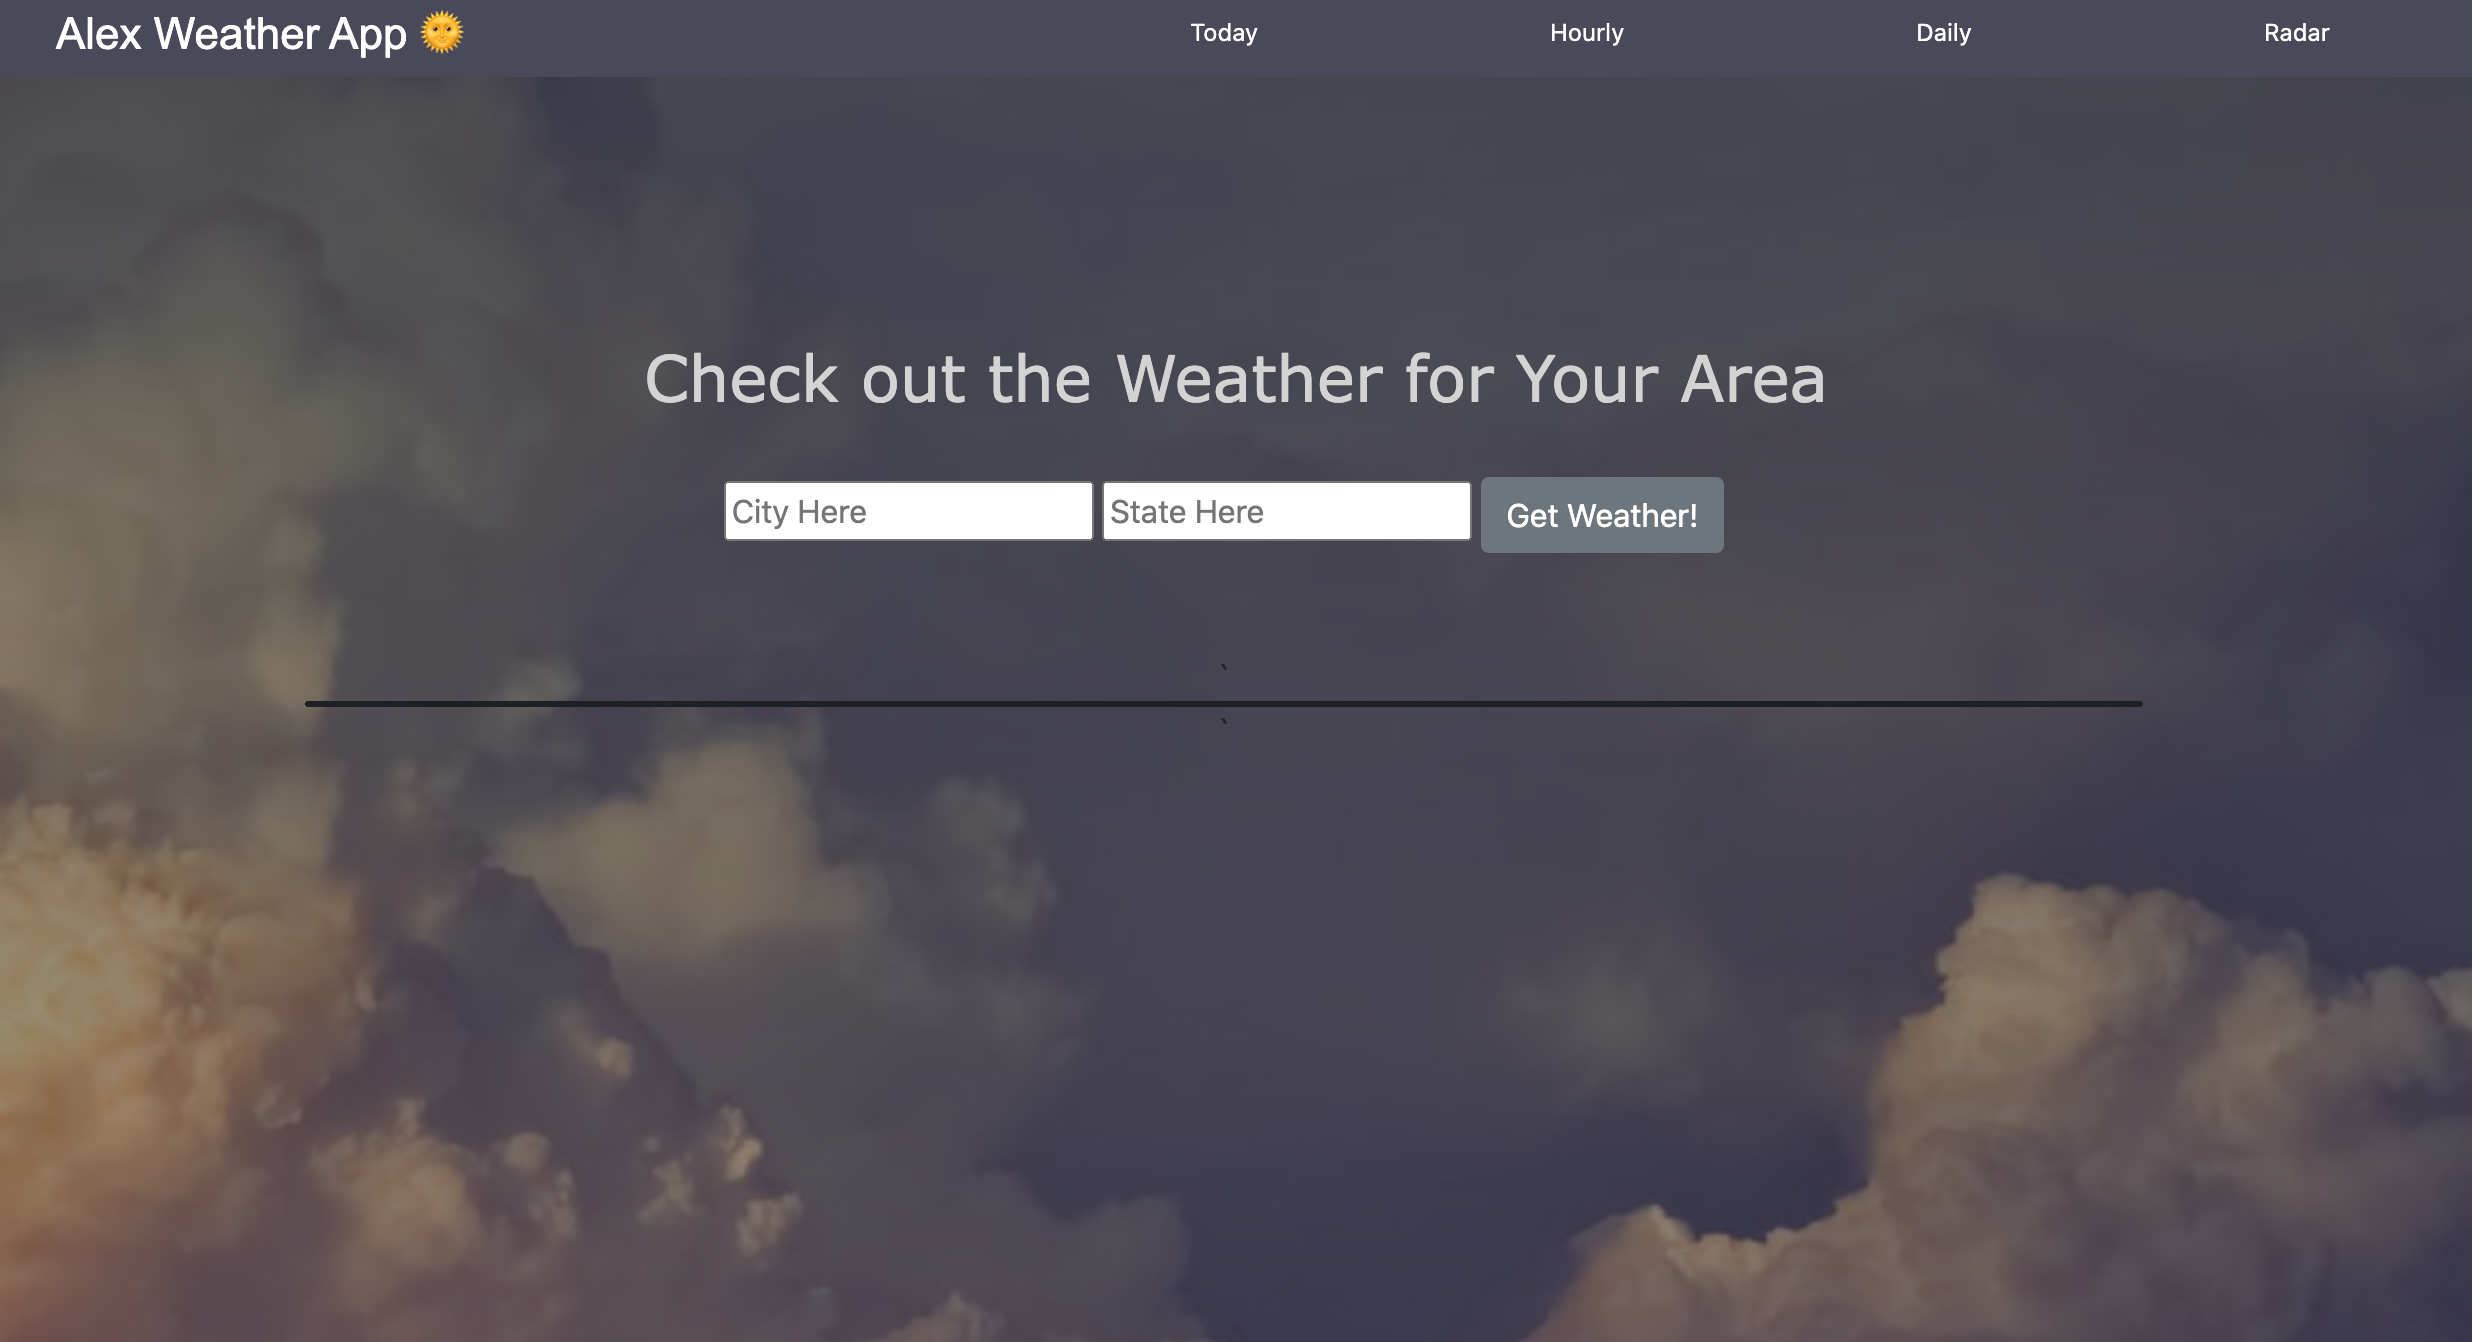 Alex Weather App 🌞 Today Hourly Daily Radar
Check out the Weather for Your Area
City Here State Here Get Weather!
`
`